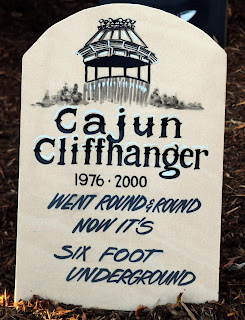 Cajun
Cliffhanger
1976 · 2000
WENT ROUND & ROUND
NOW IT'S
SIX FOOT
UNDERGROUND